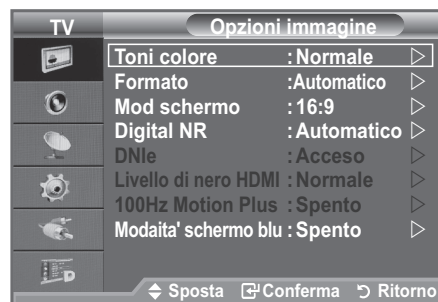 TV Opzioni immagine
Toni colore : Normale
Formato : Automatico
Mod schermo : 16:9
Digital NR : Automatico
DNIe : Acceso
Livello di nero HDMI : Normale
100Hz Motion Plus : Spento
Modaita' schermo blu : Spento
Sposta Conferma Ritorno